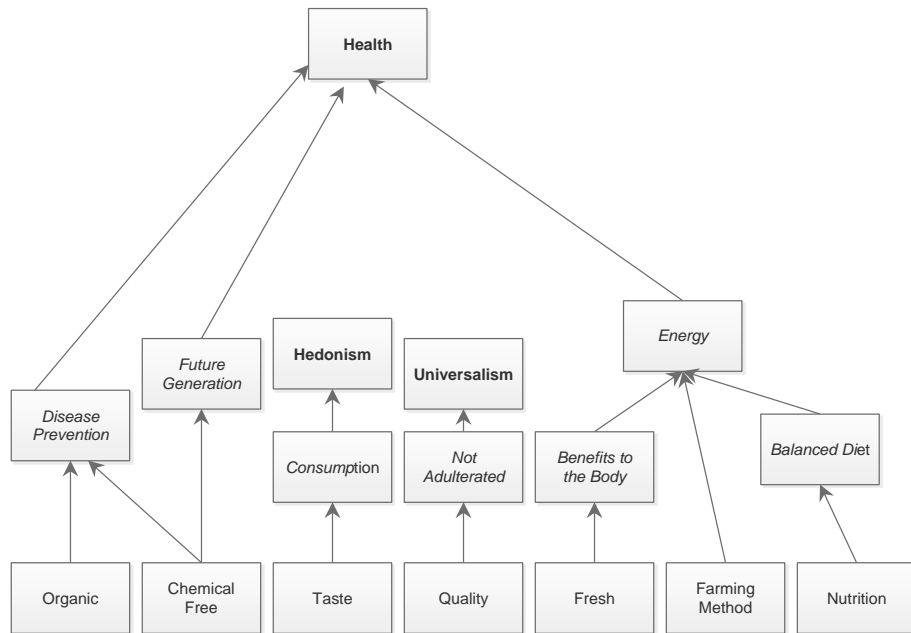 Health
Energy
Future
Generation
Hedonism
Universalism
Disease
Prevention
Consumption
Not
Adulterated
Benefits to
the Body
Balanced Diet
Organic
Chemical
Free
Taste
Quality
Fresh
Farming
Method
Nutrition